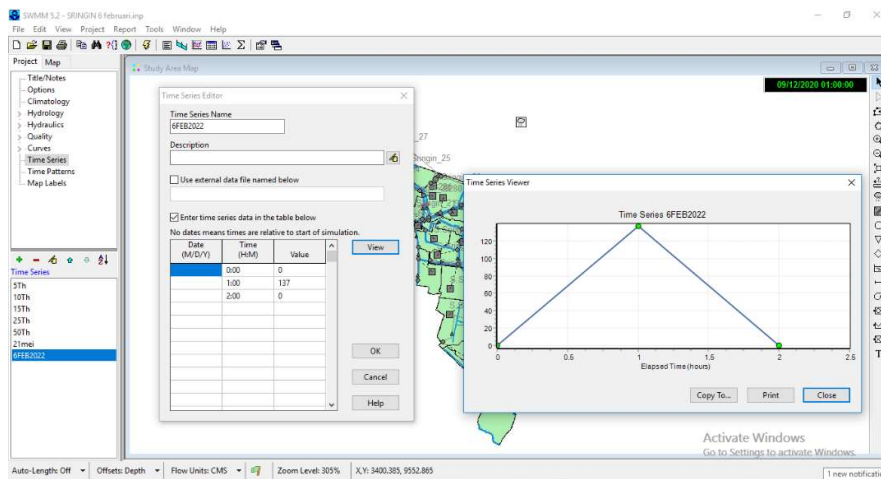 SWMM 5.2 - SRINGIN 6 februari.inp
File Edit View Project Report Tools Window Help
Project Map
Title/Notes
Options
Climatology
Hydrology
Hydraulics
Quality
Curves
Time Series
Time Patterns
Map Labels
Time Series
5Th
10Th
15Th
25Th
50Th
21mei
6FEB2022
Study Area Map
09/12/2020 01:00:00
Time Series Editor
Time Series Name
6FEB2022
Description
Use external data file named below
Enter time series data in the table below
No dates means times are relative to start of simulation.
Date (M/D/Y) Time (H:M) Value
0:00 0
1:00 137
2:00 0
View
OK
Cancel
Help
_27
Sringin_25
Time Series Viewer
Time Series 6FEB2022
120
100
80
60
40
20
0
0 0.5 1 1.5 2 2.5
Elapsed Time (hours)
Copy To... Print Close
Activate Windows
Go to Settings to activate Windows.
Auto-Length: Off Offsets: Depth Flow Units: CMS Zoom Level: 305% X,Y: 3400.385, 9552.865
1 new notificatio